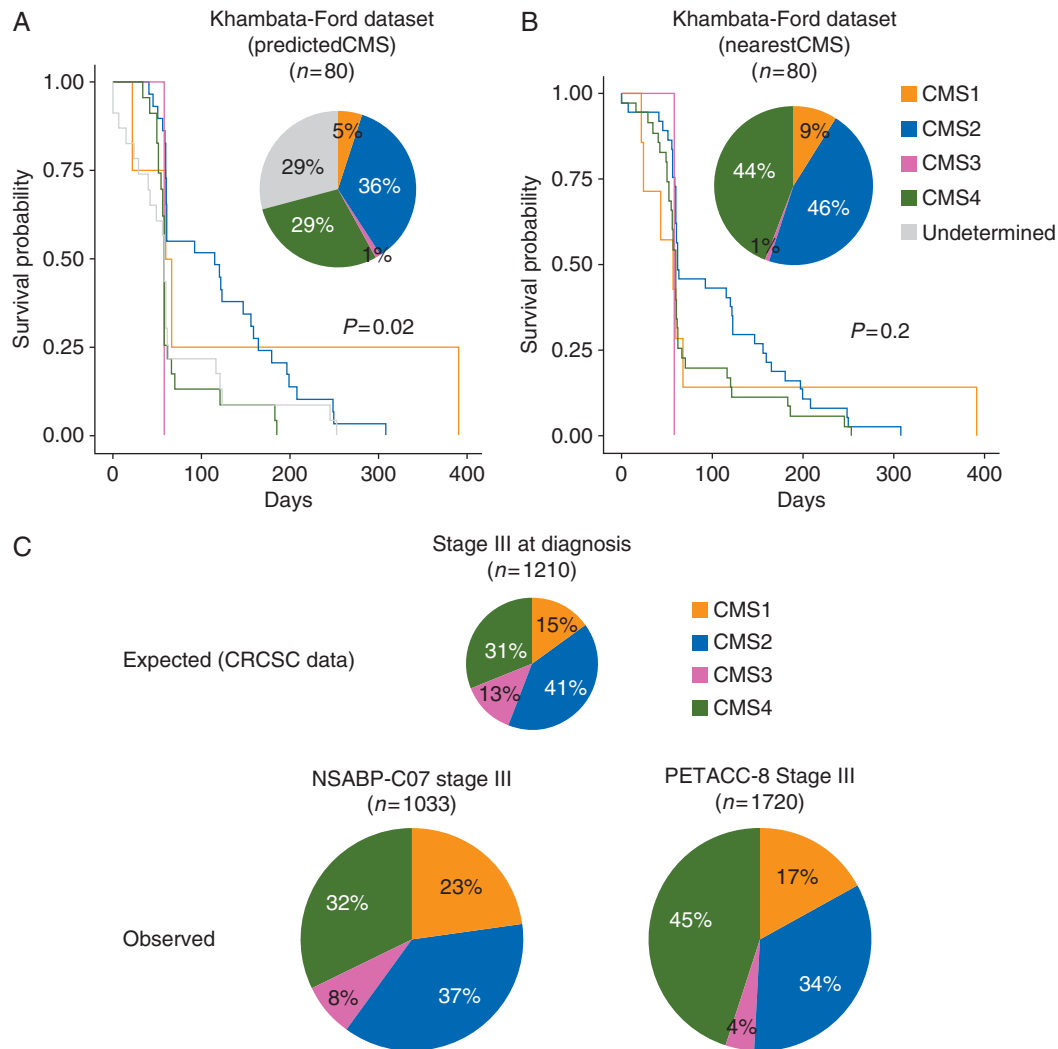 A
Khambata-Ford dataset
(predictedCMS)
(n=80)
1.00
0.75
0.50
0.25
0.00
Survival probability
5%
36%
1%
29%
29%
P=0.02
0 100 200 300 400
Days
B
Khambata-Ford dataset
(nearestCMS)
(n=80)
1.00
0.75
0.50
0.25
0.00
Survival probability
9%
46%
1%
44%
P=0.2
0 100 200 300 400
Days
CMS1
CMS2
CMS3
CMS4
Undetermined
C
Stage III at diagnosis
(n=1210)
Expected (CRCSC data)
15%
41%
13%
31%
CMS1
CMS2
CMS3
CMS4
Observed
NSABP-C07 stage III
(n=1033)
23%
37%
8%
32%
PETACC-8 Stage III
(n=1720)
17%
34%
4%
45%